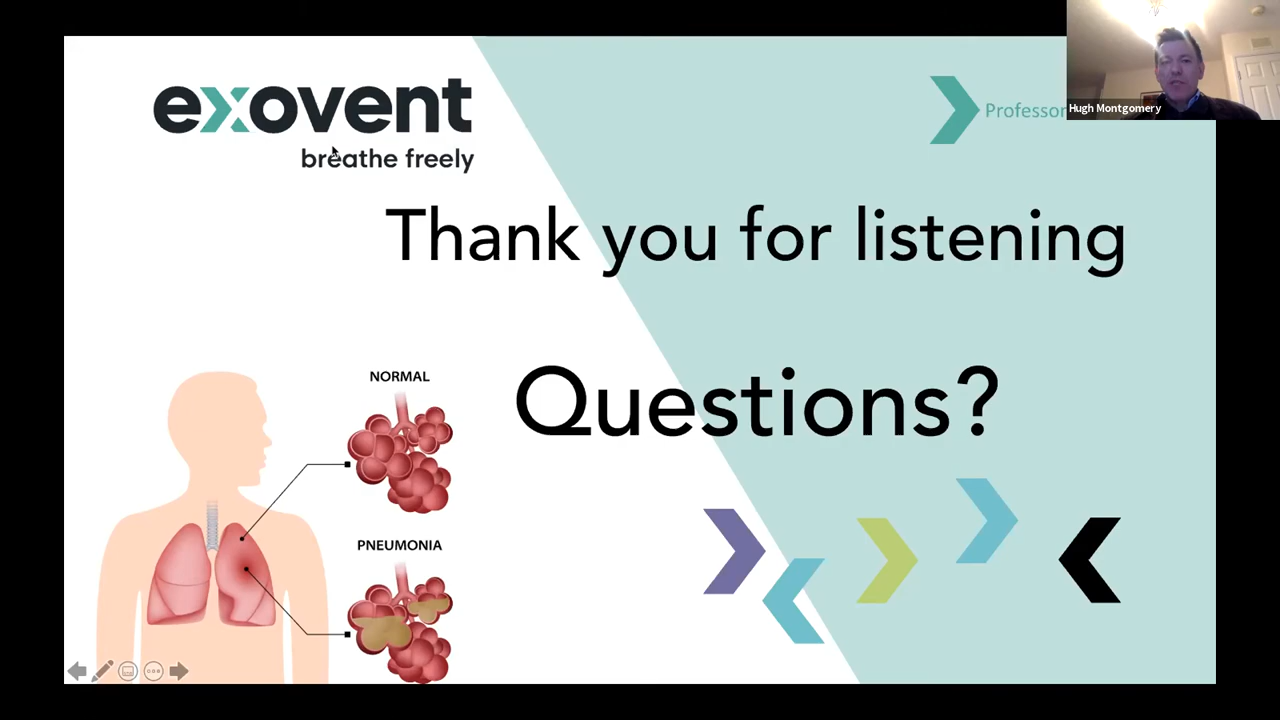 exovent
breathe freely
Professor
Hugh Montgomery
Thank you for listening
Questions?
NORMAL
PNEUMONIA